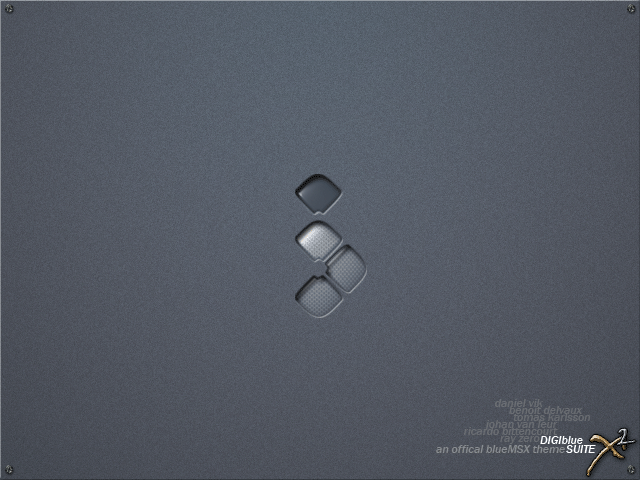 daniel vik
benoit delvaux
tomas karlsson
johan van leur
ricardo bittencourt
ray zero
DIGIblue
an offical blueMSX theme SUITE
X2